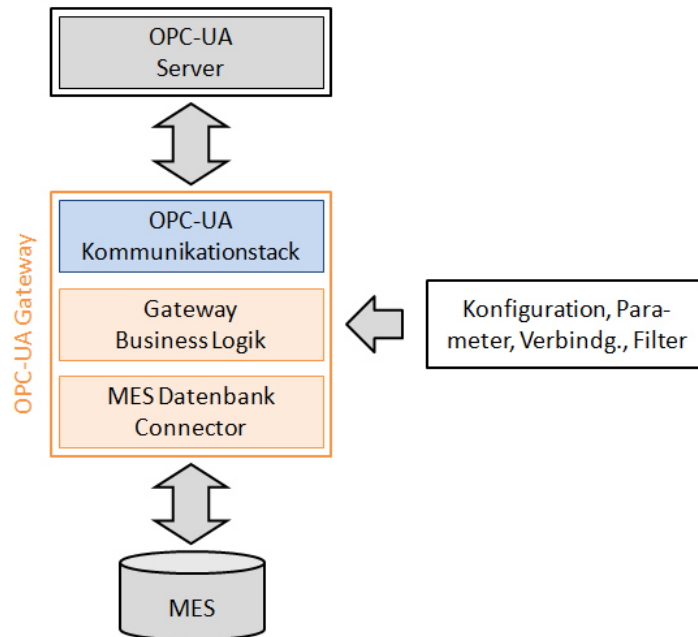 OPC-UA
Server
OPC-UA Gateway
OPC-UA
Kommunikationstack
Gateway
Business Logik
MES Datenbank
Connector
Konfiguration, Para-
meter, Verbindg., Filter
MES